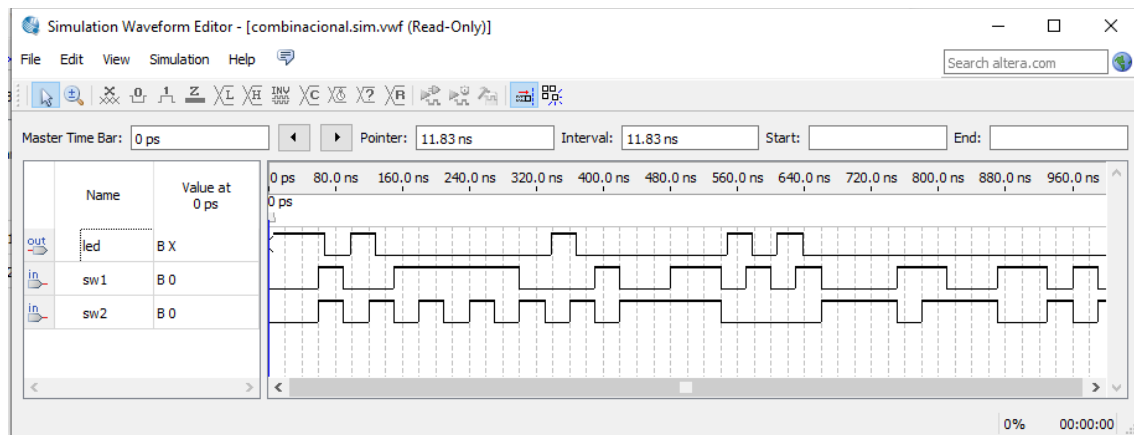 Simulation Waveform Editor - [combinacional.sim.vwf (Read-Only)]
File Edit View Simulation Help
Search altera.com
Master Time Bar: 0 ps Pointer: 11.83 ns Interval: 11.83 ns Start: End:
Name Value at 0 ps
0 ps 80.0 ns 160.0 ns 240.0 ns 320.0 ns 400.0 ns 480.0 ns 560.0 ns 640.0 ns 720.0 ns 800.0 ns 880.0 ns 960.0 ns
0 ps
out led B X
in sw1 B 0
in sw2 B 0
0% 00:00:00